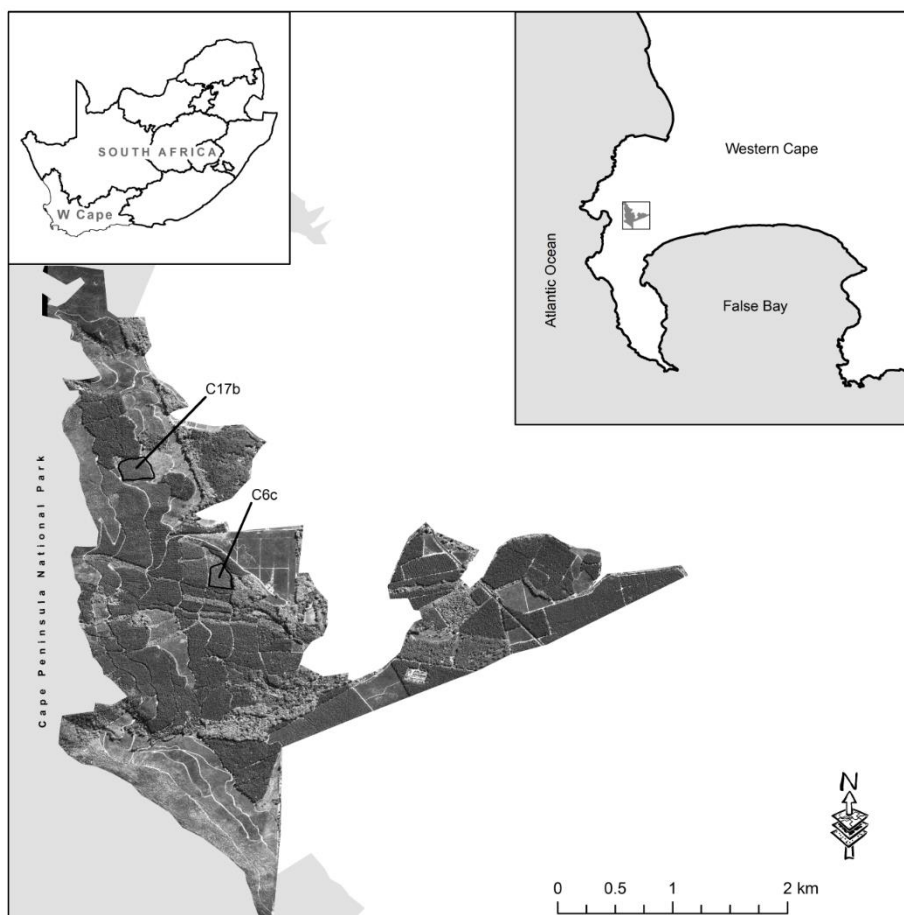 SOUTH AFRICA
W Cape
Western Cape
Atlantic Ocean
False Bay
C17b
C6c
Cape Peninsula National Park
N
0 0.5 1 2 km